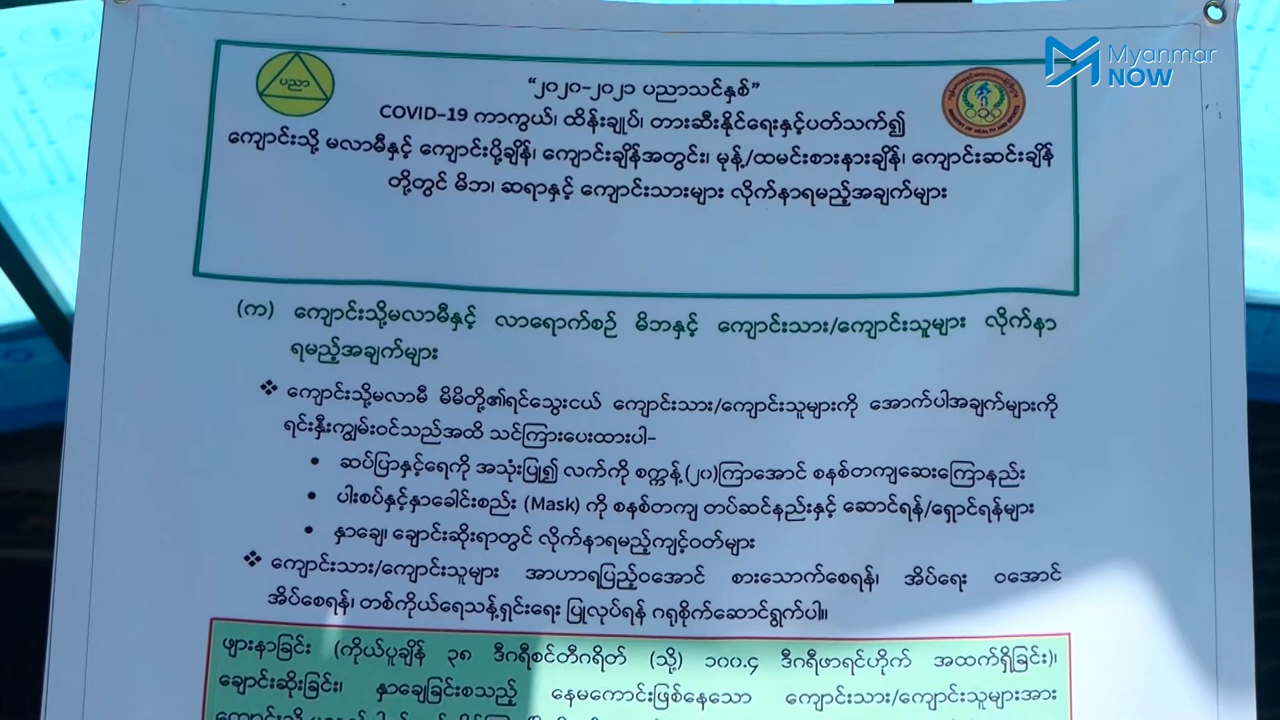 Myanmar
NOW
ပညာ
MINISTRY OF HEALTH AND SPORTS
“၂၀၂၀-၂၀၂၁ ပညာသင်နှစ်”
COVID-19 ကာကွယ်၊ ထိန်းချုပ်၊ တားဆီးနိုင်ရေးနှင့်ပတ်သက်၍
ကျောင်းသို့ မလာမီနှင့် ကျောင်းပို့ချိန်၊ ကျောင်းချိန်အတွင်း၊ မုန့်/ထမင်းစားနားချိန်၊ ကျောင်းဆင်းချိန်
တို့တွင် မိဘ၊ ဆရာနှင့် ကျောင်းသားများ လိုက်နာရမည့်အချက်များ
(က) ကျောင်းသို့မလာမီနှင့် လာရောက်စဉ် မိဘနှင့် ကျောင်းသား/ကျောင်းသူများ လိုက်နာ
ရမည့်အချက်များ
❖ ကျောင်းသို့မလာမီ မိမိတို့၏ရင်သွေးငယ် ကျောင်းသား/ကျောင်းသူများကို အောက်ပါအချက်များကို
ရင်းနှီးကျွမ်းဝင်သည်အထိ သင်ကြားပေးထားပါ-
• ဆပ်ပြာနှင့်ရေကို အသုံးပြု၍ လက်ကို စက္ကန့်(၂၀)ကြာအောင် စနစ်တကျဆေးကြောနည်း
• ပါးစပ်နှင့်နှာခေါင်းစည်း (Mask) ကို စနစ်တကျ တပ်ဆင်နည်းနှင့် ဆောင်ရန်/ရှောင်ရန်များ
• နှာချေ၊ ချောင်းဆိုးရာတွင် လိုက်နာရမည့်ကျင့်ဝတ်များ
❖ ကျောင်းသား/ကျောင်းသူများ အာဟာရပြည့်ဝအောင် စားသောက်စေရန်၊ အိပ်ရေး ဝအောင်
အိပ်စေရန်၊ တစ်ကိုယ်ရေသန့်ရှင်းရေး ပြုလုပ်ရန် ဂရုစိုက်ဆောင်ရွက်ပါ။
ဖျားနာခြင်း (ကိုယ်ပူချိန် ၃၈ ဒီဂရီစင်တီဂရိတ် (သို့) ၁၀၀.၄ ဒီဂရီဖာရင်ဟိုက် အထက်ရှိခြင်း)၊
ချောင်းဆိုးခြင်း၊ နှာချေခြင်းစသည့် နေမကောင်းဖြစ်နေသော ကျောင်းသား/ကျောင်းသူများအား